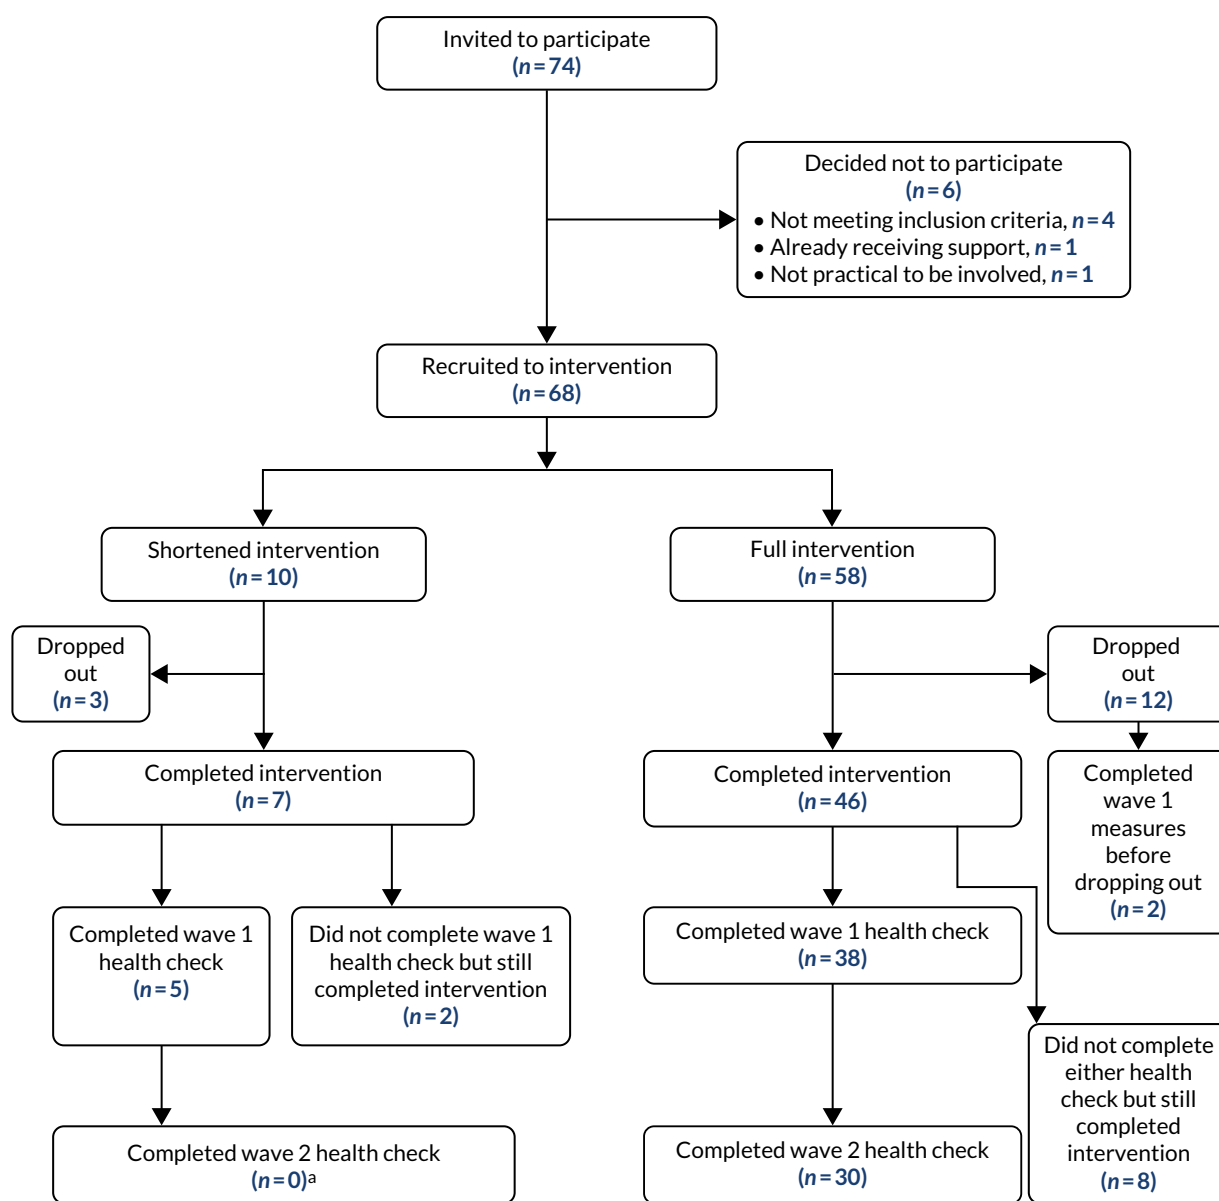 Invited to participate
(n=74)
Decided not to participate
(n=6)
• Not meeting inclusion criteria, n=4
• Already receiving support, n=1
• Not practical to be involved, n=1
Recruited to intervention
(n=68)
Shortened intervention
(n=10)
Full intervention
(n=58)
Dropped
out
(n=3)
Dropped
out
(n=12)
Completed intervention
(n=7)
Completed intervention
(n=46)
Completed
wave 1
measures
before
dropping out
(n=2)
Completed wave 1
health check
(n=5)
Did not complete wave 1
health check but still
completed intervention
(n=2)
Completed wave 1 health check
(n=38)
Did not complete
either health
check but still
completed
intervention
(n=8)
Completed wave 2 health check
(n=0)ª
Completed wave 2 health check
(n=30)